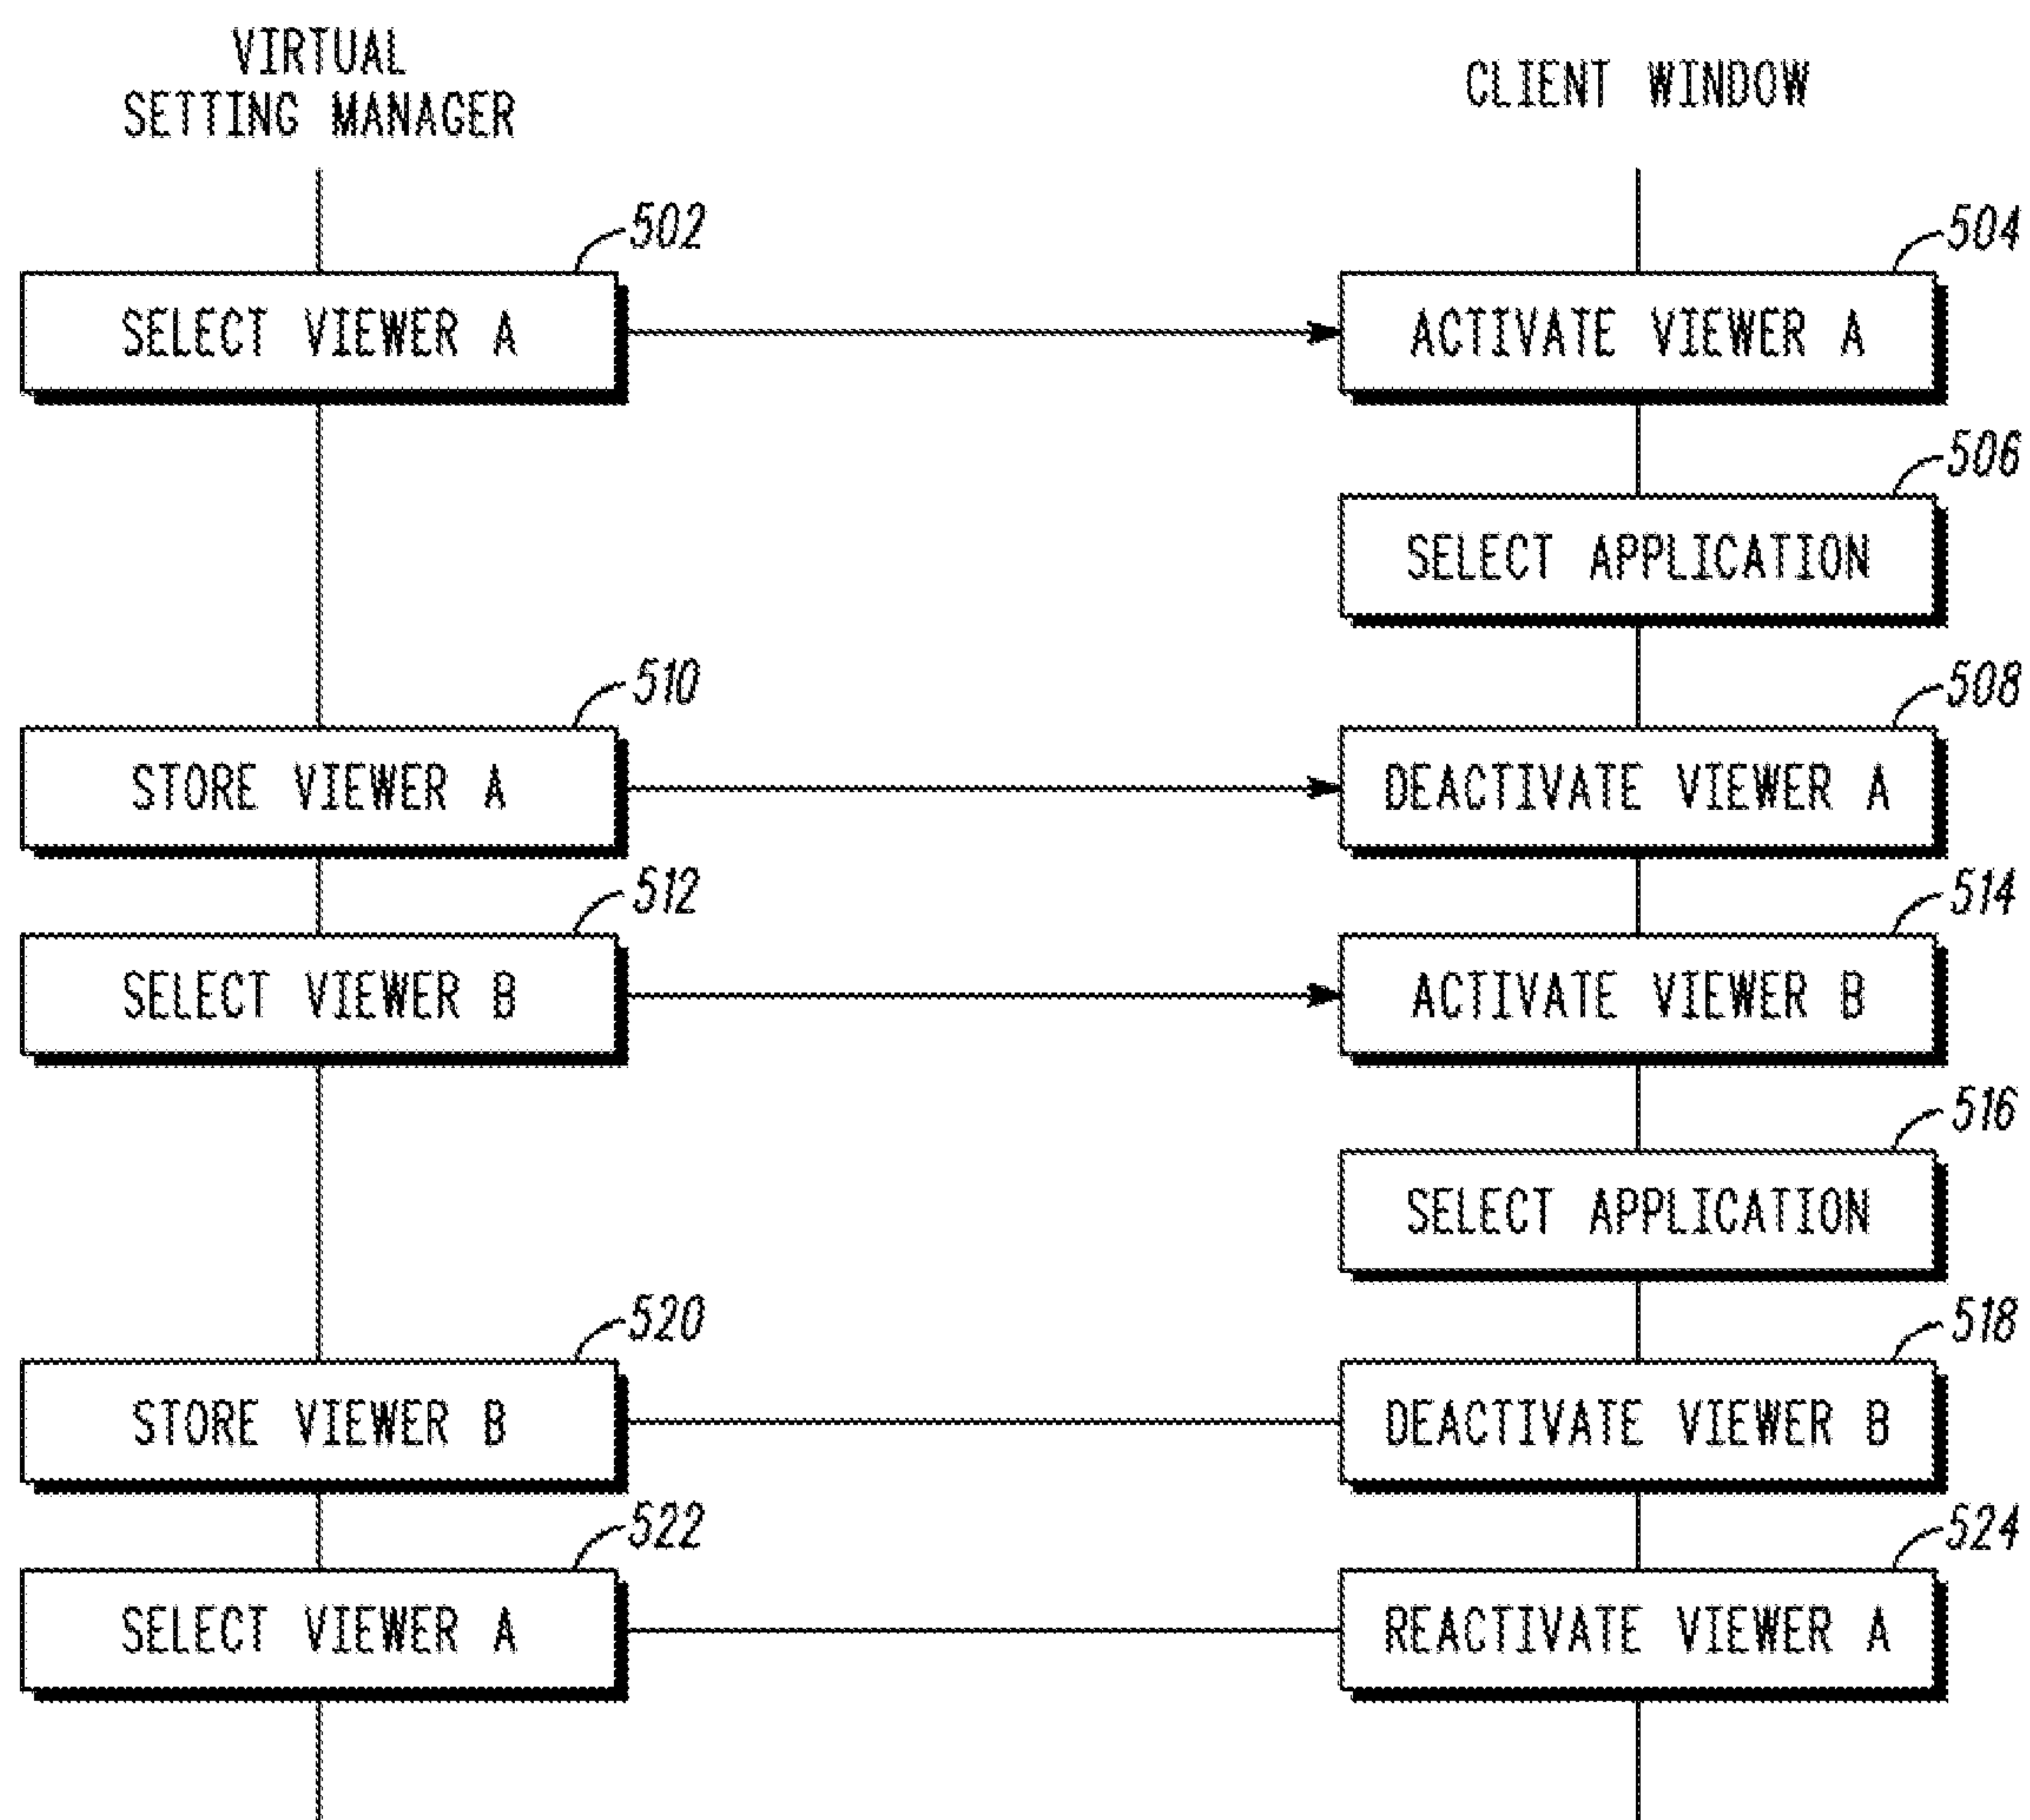 VIRTUAL
SETTING MANAGER
CLIENT WINDOW
502
504
SELECT VIEWER A
ACTIVATE VIEWER A
506
SELECT APPLICATION
510
508
STORE VIEWER A
DEACTIVATE VIEWER A
512
514
SELECT VIEWER B
ACTIVATE VIEWER B
516
SELECT APPLICATION
520
518
STORE VIEWER B
DEACTIVATE VIEWER B
522
524
SELECT VIEWER A
REACTIVATE VIEWER A